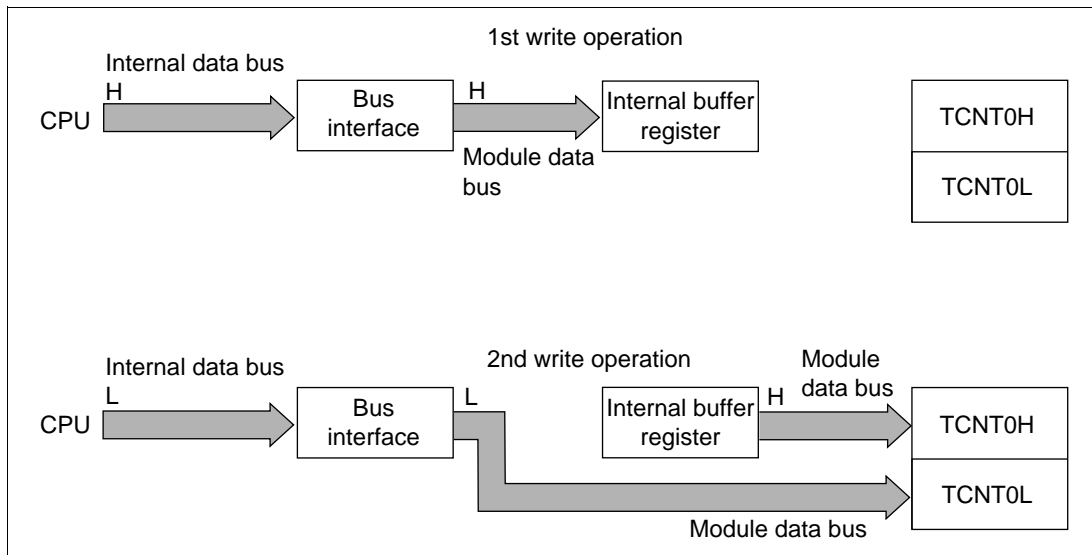 1st write operation
Internal data bus
H
CPU
Bus
interface
H
Module data
bus
Internal buffer
register
TCNT0H
TCNT0L
2nd write operation
Internal data bus
L
CPU
Bus
interface
L
Internal buffer
register
H
Module
data bus
TCNT0H
TCNT0L
Module data bus